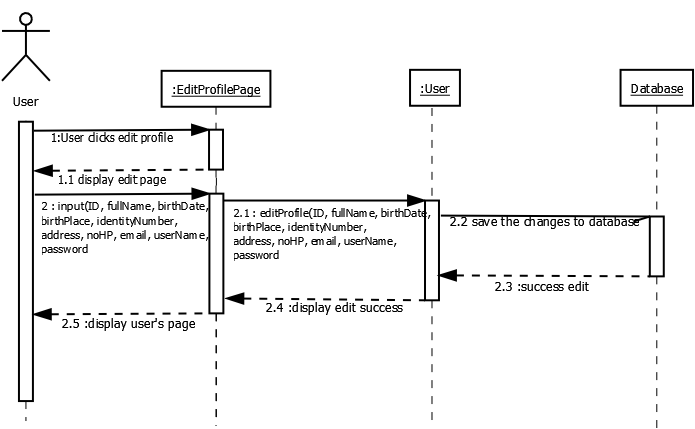 User
:EditProfilePage
:User
Database
1:User clicks edit profile
1.1 display edit page
2 : input(ID, fullName, birthDate,
birthPlace, identityNumber,
address, noHP, email, userName,
password
2.1 : editProfile(ID, fullName, birthDate,
birthPlace, identityNumber,
address, noHP, email, userName,
password
2.2 save the changes to database
2.3 :success edit
2.4 :display edit success
2.5 :display user's page